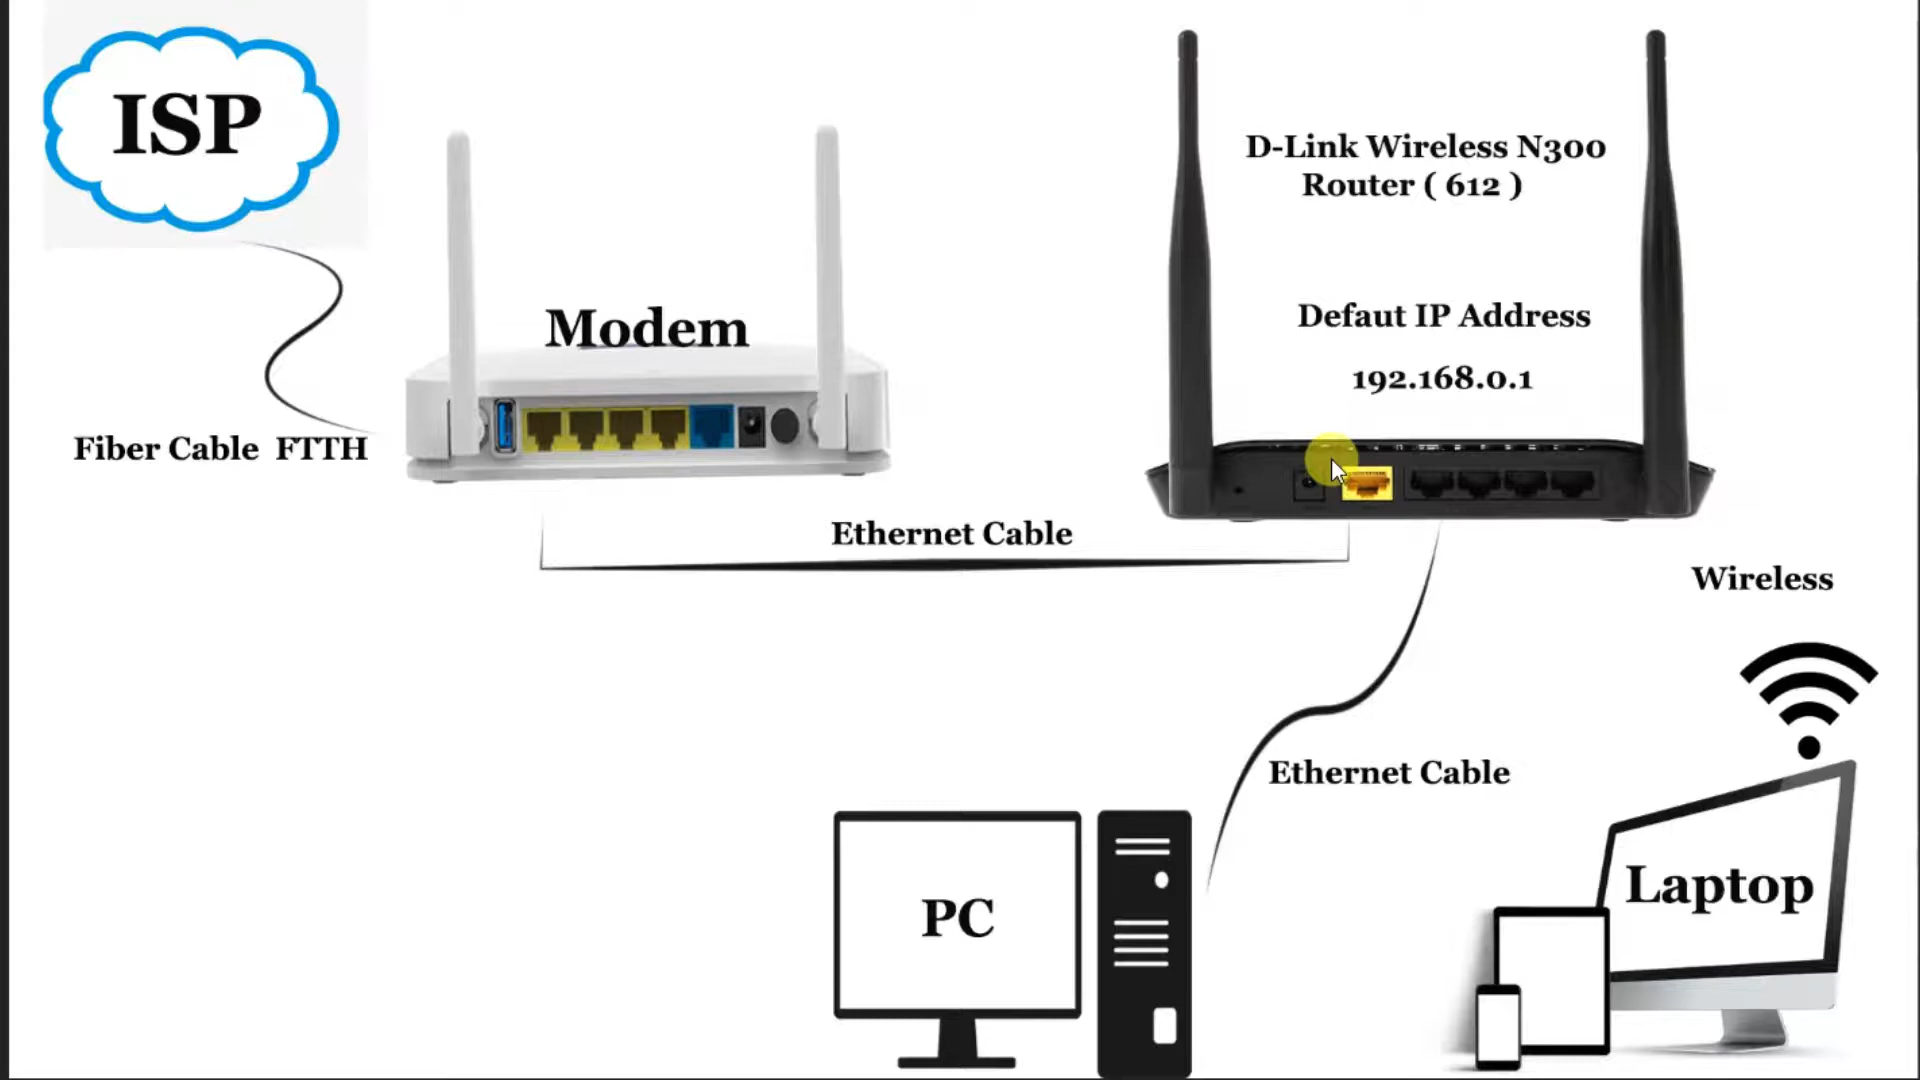 ISP
D-Link Wireless N300
Router ( 612 )
Modem
Defaut IP Address
192.168.0.1
Fiber Cable FTTH
Ethernet Cable
Wireless
Ethernet Cable
PC
Laptop